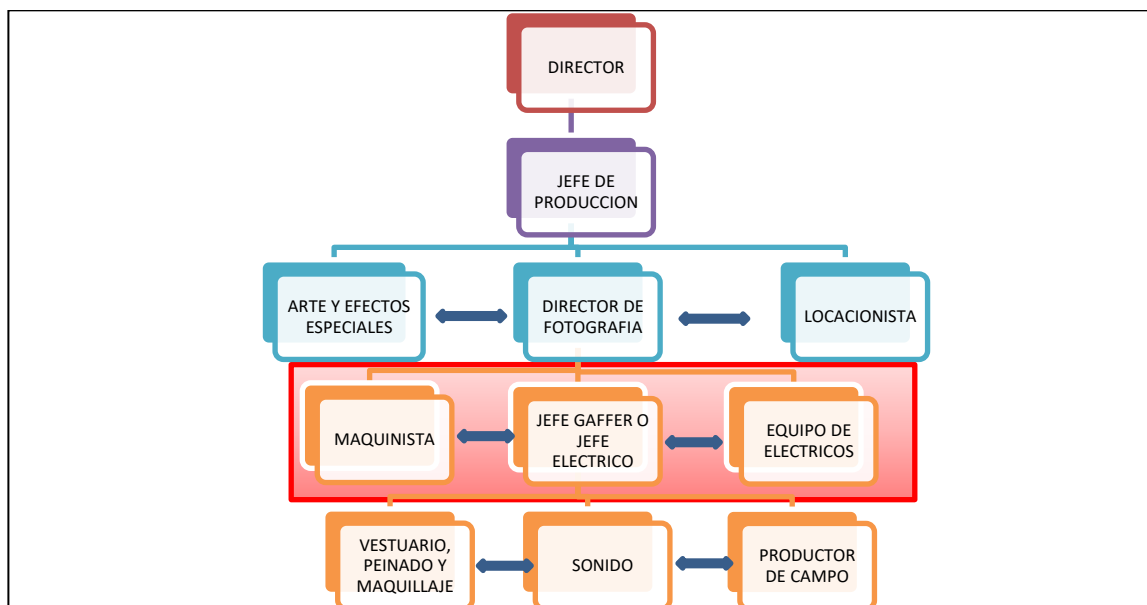 DIRECTOR
JEFE DE
PRODUCCION
ARTE Y EFECTOS
ESPECIALES
DIRECTOR DE
FOTOGRAFIA
LOCACIONISTA
MAQUINISTA
JEFE GAFFER O
JEFE
ELECTRICO
EQUIPO DE
ELECTRICOS
VESTUARIO,
PEINADO Y
MAQUILLAJE
SONIDO
PRODUCTOR
DE CAMPO